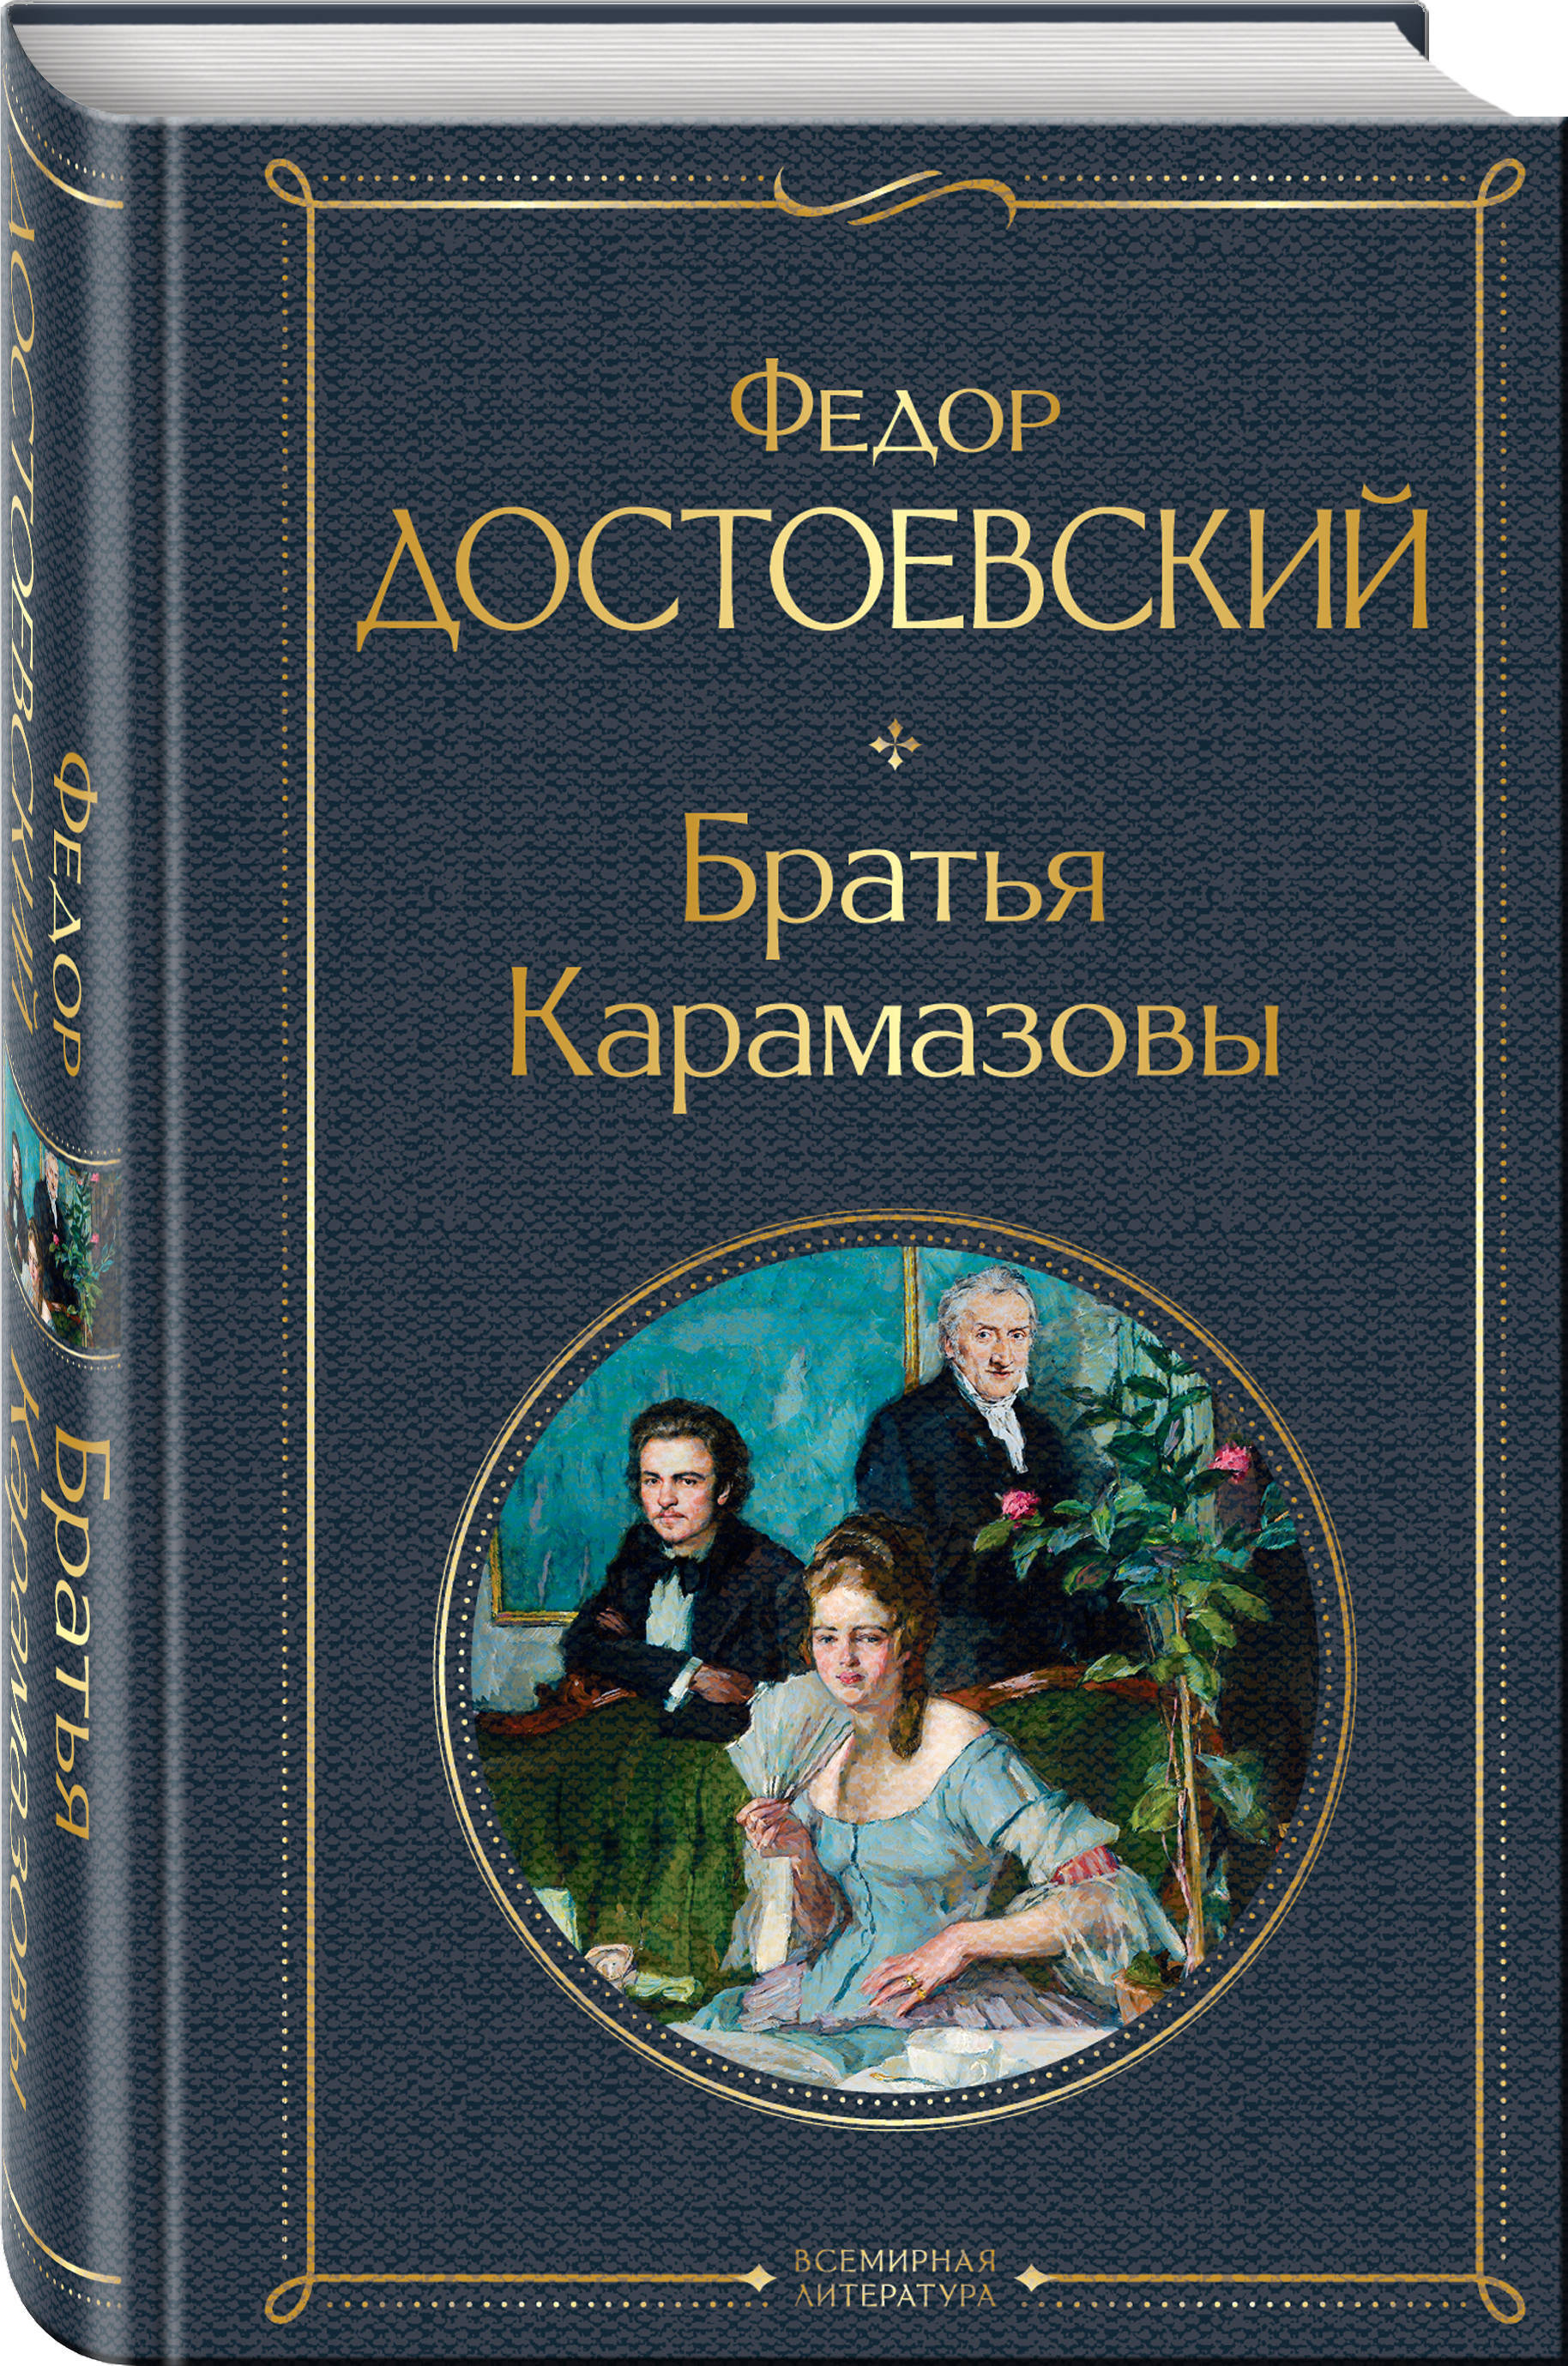 Федор
ДОСТОЕВСКИЙ
Братья
Карамазовы
ВСЕМИРНАЯ
ЛИТЕРАТУРА
ФЕДОР
ДОСТОЕВСКИЙ
Братья
Карамазовы